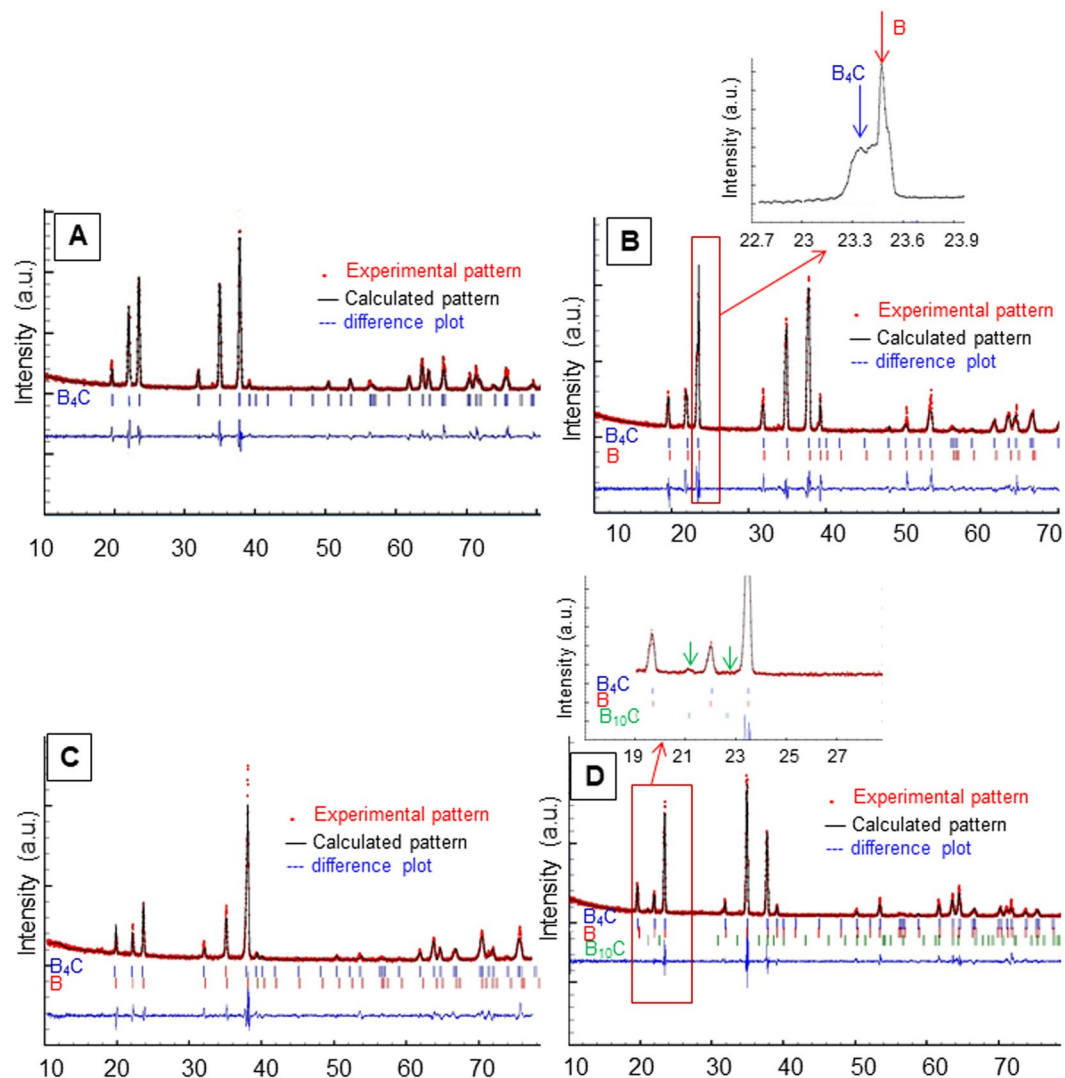 B
B₄C
Intensity (a.u.)
22.7 23 23.3 23.6 23.9
A
Intensity (a.u.)
Experimental pattern
Calculated pattern
difference plot
B₄C
10 20 30 40 50 60 70
B
Intensity (a.u.)
Experimental pattern
Calculated pattern
difference plot
B₄C
B
10 20 30 40 50 60 70
Intensity (a.u.)
B₄C
B
B₁₀C
19 21 23 25 27
C
Intensity (a.u.)
Experimental pattern
Calculated pattern
difference plot
B₄C
B
10 20 30 40 50 60 70
D
Intensity (a.u.)
Experimental pattern
Calculated pattern
difference plot
B₄C
B
B₁₀C
10 20 30 40 50 60 70